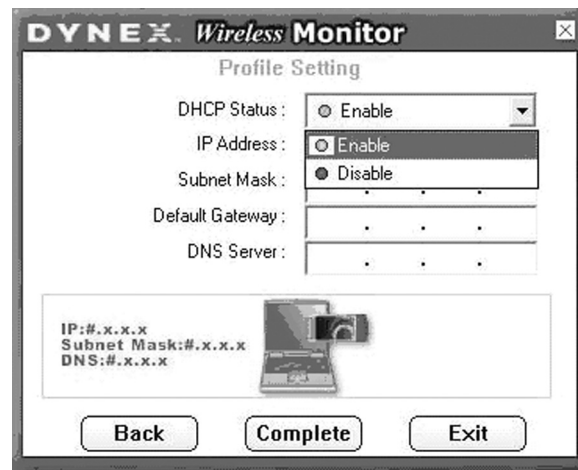 DYNEX Wireless Monitor
Profile Setting
DHCP Status : Enable
IP Address : Enable
Subnet Mask : Disable
Default Gateway : . . .
DNS Server : . . .
IP:#.x.x.x
Subnet Mask:#.x.x.x
DNS:#.x.x.x
Back Complete Exit